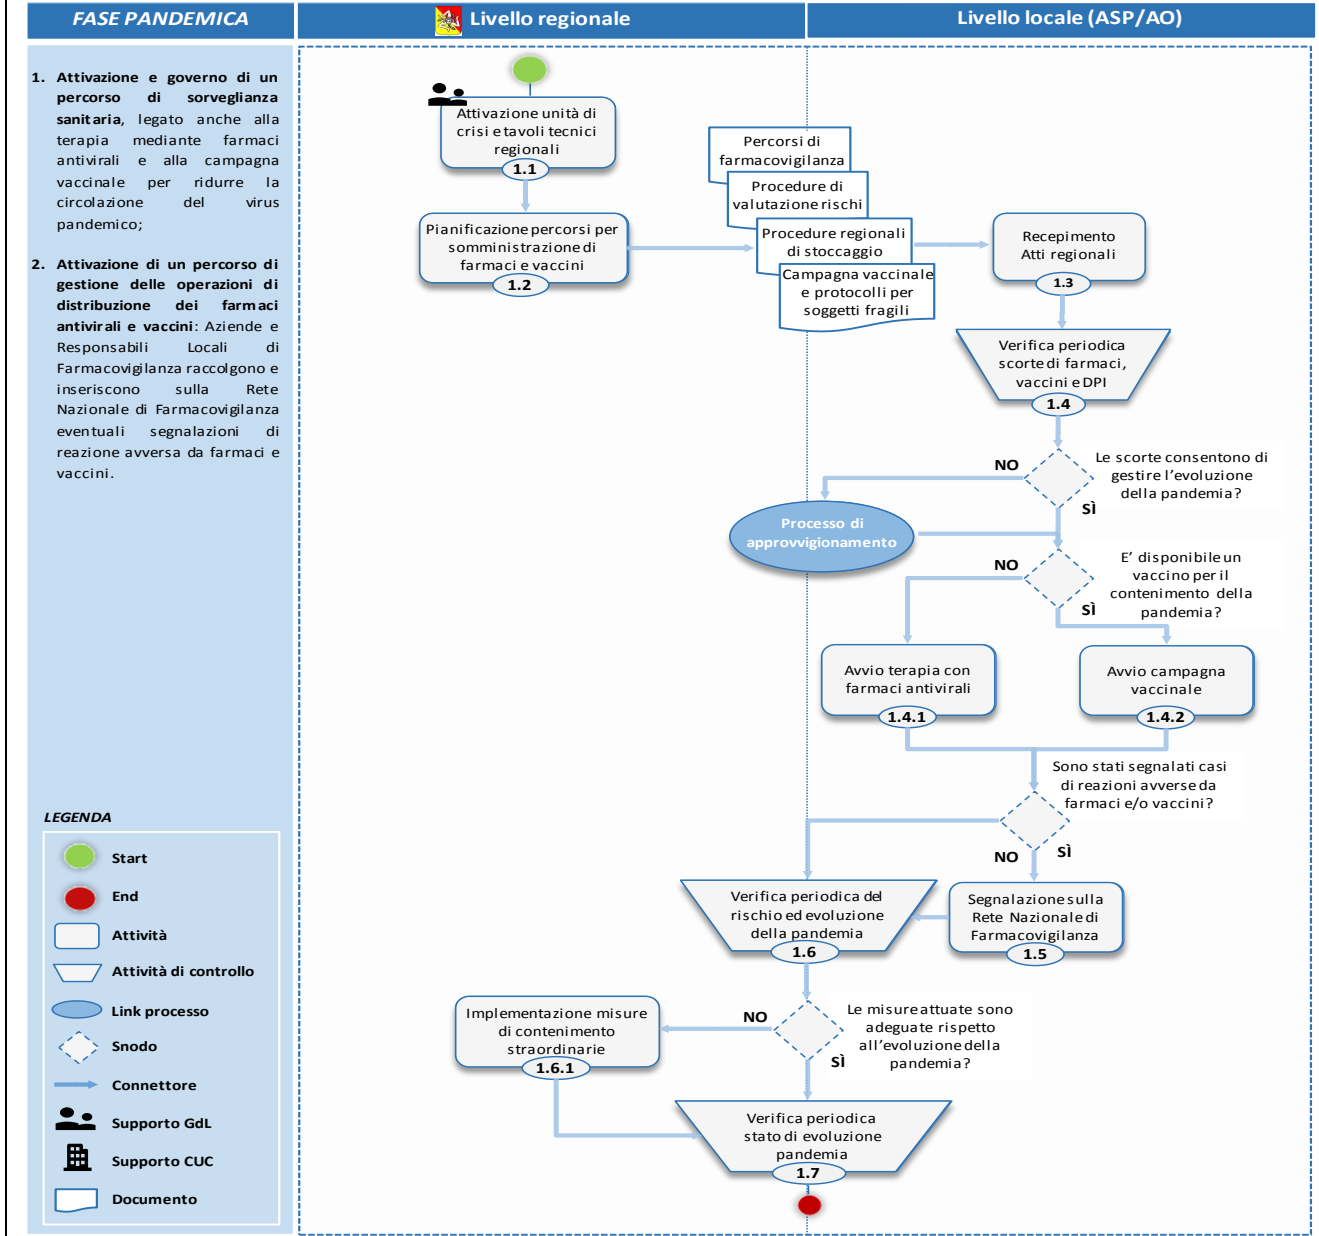 FASE PANDEMICA
Livello regionale
Livello locale (ASP/AO)
1. Attivazione e governo di un
percorso di sorveglianza
sanitaria, legato anche alla
terapia mediante farmaci
antivirali e alla campagna
vaccinale per ridurre la
circolazione del virus
pandemico;
2. Attivazione di un percorso di
gestione delle operazioni di
distribuzione dei farmaci
antivirali e vaccini: Aziende e
Responsabili Locali di
Farmacovigilanza raccolgono e
inseriscono sulla Rete
Nazionale di Farmacovigilanza
eventuali segnalazioni di
reazione avversa da farmaci e
vaccini.
LEGENDA
Start
End
Attività
Attività di controllo
Link processo
Snodo
Connettore
Supporto GdL
Supporto CUC
Documento
Attivazione unità di
crisi e tavoli tecnici
regionali
1.1
Pianificazione percorsi per
somministrazione di
farmaci e vaccini
1.2
Percorsi di
farmacovigilanza
Procedure di
valutazione rischi
Procedure regionali
di stoccaggio
Campagna vaccinale
e protocolli per
soggetti fragili
Recepimento
Atti regionali
1.3
Verifica periodica
scorte di farmaci,
vaccini e DPI
1.4
Le scorte consentono di
gestire l'evoluzione
della pandemia?
NO
SÌ
Processo di
approvvigionamento
E' disponibile un
vaccino per il
contenimento della
pandemia?
NO
SÌ
Avvio terapia con
farmaci antivirali
1.4.1
Avvio campagna
vaccinale
1.4.2
Sono stati segnalati casi
di reazioni avverse da
farmaci e/o vaccini?
NO
SÌ
Segnalazione sulla
Rete Nazionale di
Farmacovigilanza
1.5
Verifica periodica del
rischio ed evoluzione
della pandemia
1.6
Le misure attuate sono
adeguate rispetto
all'evoluzione della
pandemia?
NO
SÌ
Implementazione misure
di contenimento
straordinarie
1.6.1
Verifica periodica
stato di evoluzione
pandemia
1.7